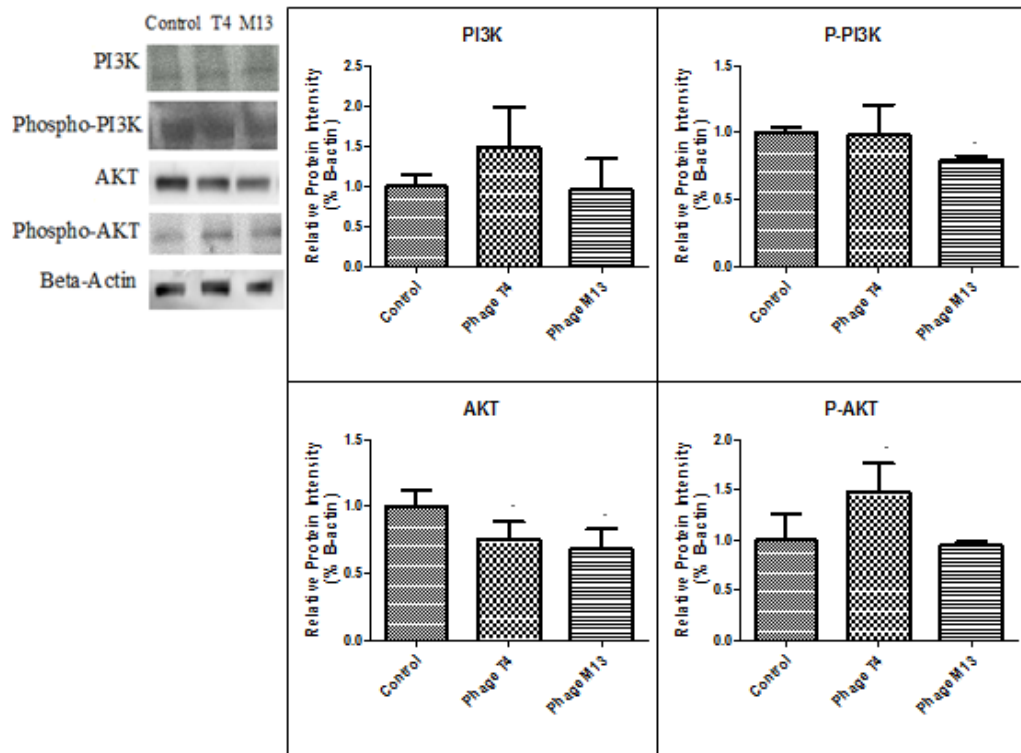 Control T4 M13
PI3K
Phospho-PI3K
AKT
Phospho-AKT
Beta-Actin
PI3K
Relative Protein Intensity
(% B-actin)
2.5
2.0
1.5
1.0
0.5
0.0
Control
Phage T4
Phage M13
P-PI3K
Relative Protein Intensity
(% B-actin)
1.5
1.0
0.5
0.0
Control
Phage T4
Phage M13
AKT
Relative Protein Intensity
(% B-actin)
1.5
1.0
0.5
0.0
Control
Phage T4
Phage M13
P-AKT
Relative Protein Intensity
(% B-actin)
2.0
1.5
1.0
0.5
0.0
Control
Phage T4
Phage M13